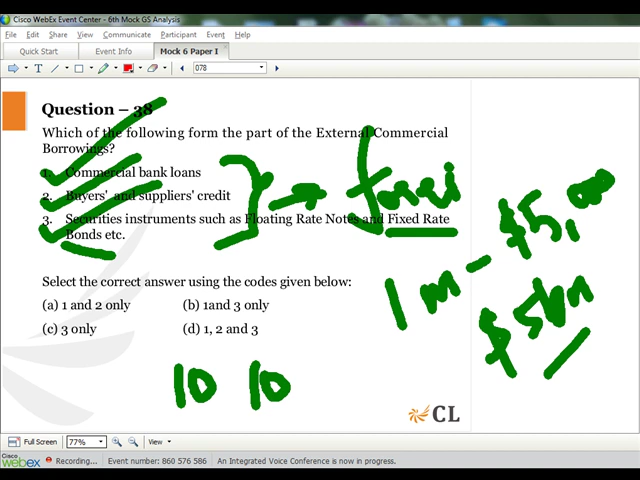 Cisco WebEx Event Center - 6th Mock GS Analysis
File Edit Share View Communicate Participant Event Help
Quick Start Event Info Mock 6 Paper I
T 078
Question – 38
Which of the following form the part of the External Commercial
Borrowings?
1. Commercial bank loans
2. Buyers' and suppliers' credit
3. Securities instruments such as Floating Rate Notes and Fixed Rate
Bonds etc.
Select the correct answer using the codes given below:
(a) 1 and 2 only (b) 1and 3 only
(c) 3 only (d) 1, 2 and 3
1 m - $5,000
$5bn
10 10
CL
Full Screen 77% View
Cisco
webex Recording... Event number: 860 576 586 An Integrated Voice Conference is now in progress.